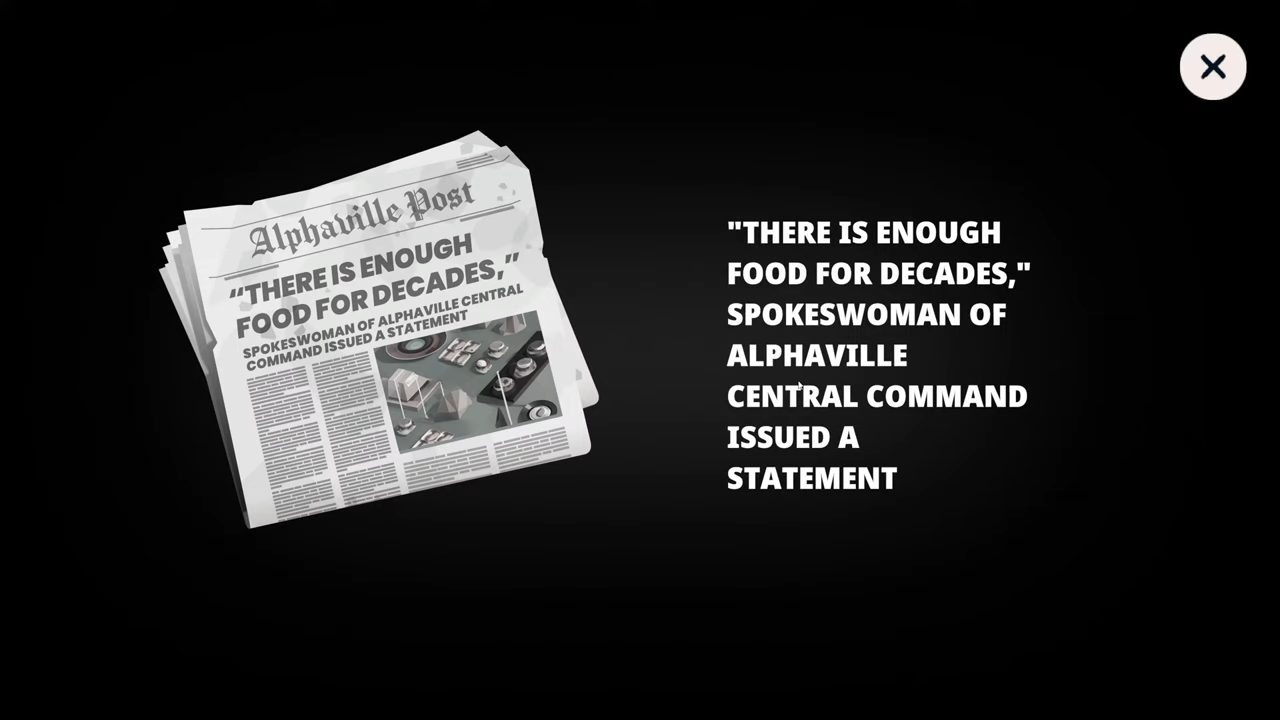 Alphaville Post
“THERE IS ENOUGH
FOOD FOR DECADES,”
SPOKESWOMAN OF ALPHAVILLE CENTRAL
COMMAND ISSUED A STATEMENT
"THERE IS ENOUGH
FOOD FOR DECADES,"
SPOKESWOMAN OF
ALPHAVILLE
CENTRAL COMMAND
ISSUED A
STATEMENT